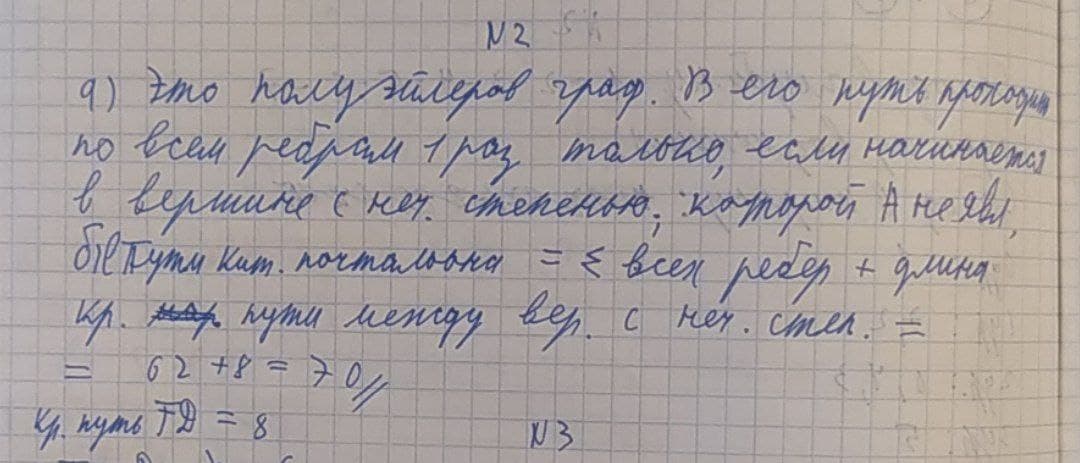 N2
а) Это полуэйлеров граф. В его путь проходит
по всем ребрам 1 раз только, если начинается
в вершине с неч. степенью, которой А не явл.
б) l Пути кит. почтальона = Σ всех ребер + длина
кр. пути между вер. с неч. степ. =
= 62 + 8 = 70
кр. путь FD = 8
N3